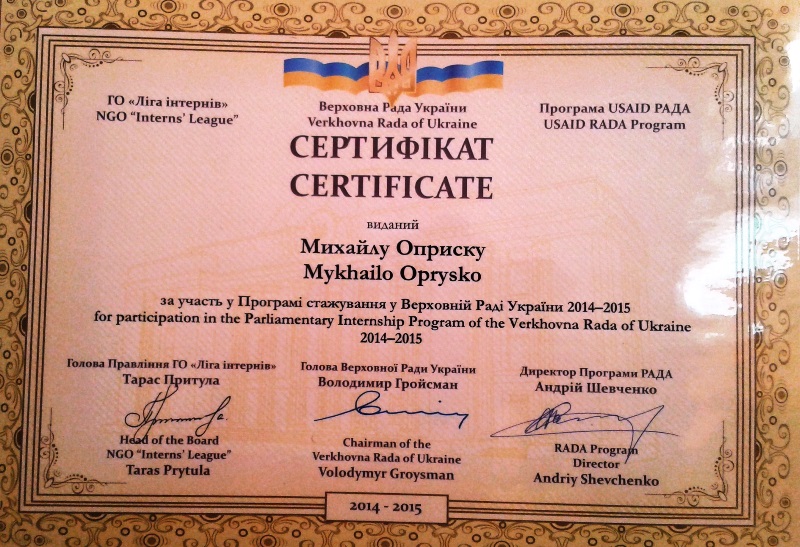 ГО «Ліга інтернів»
NGO “Interns’ League”
Верховна Рада України
Verkhovna Rada of Ukraine
Програма USAID РАДА
USAID RADA Program
СЕРТИФІКАТ
CERTIFICATE
виданий
Михайлу Оприску
Mykhailo Oprysko
за участь у Програмі стажування у Верховній Раді України 2014–2015
for participation in the Parliamentary Internship Program of the Verkhovna Rada of Ukraine
2014–2015
Голова Правління ГО «Ліга інтернів»
Тарас Притула
Head of the Board
NGO “Interns’ League”
Taras Prytula
Голова Верховної Ради України
Володимир Гройсман
Chairman of the
Verkhovna Rada of Ukraine
Volodymyr Groysman
Директор Програми РАДА
Андрій Шевченко
RADA Program
Director
Andriy Shevchenko
2014 - 2015